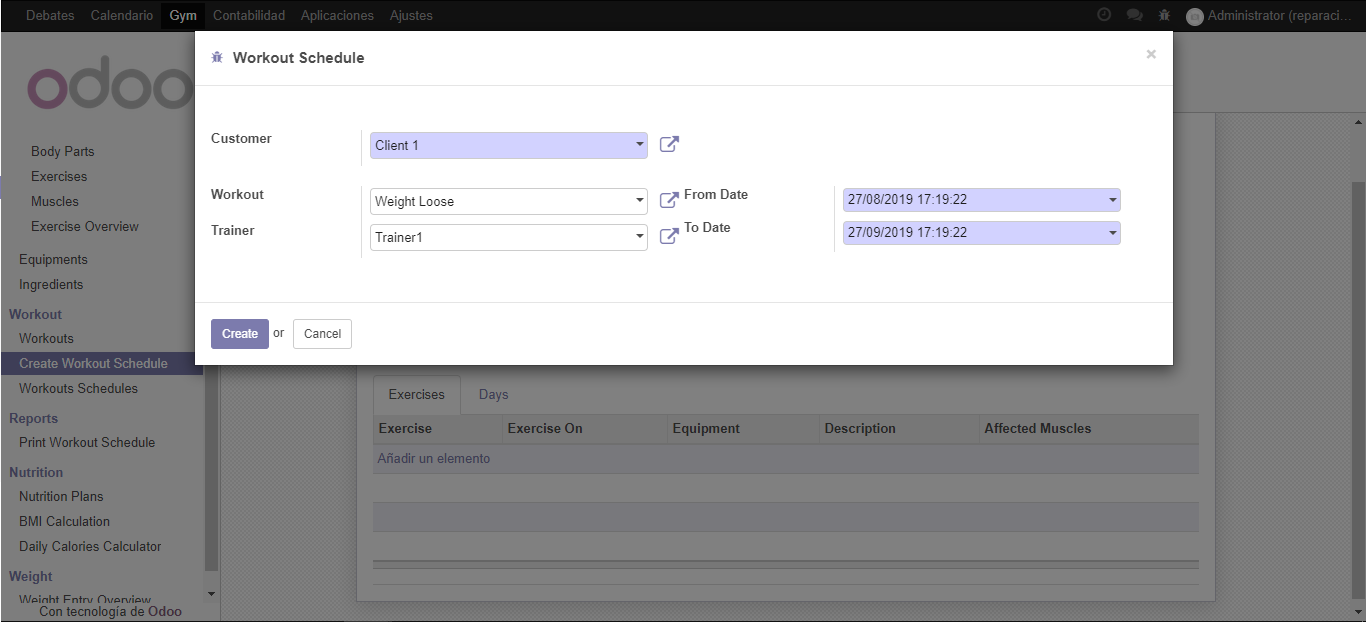 Debates Calendario Gym Contabilidad Aplicaciones Ajustes Administrator (reparaci...
odoo
Body Parts
Exercises
Muscles
Exercise Overview
Equipments
Ingredients
Workout
Workouts
Create Workout Schedule
Workouts Schedules
Reports
Print Workout Schedule
Nutrition
Nutrition Plans
BMI Calculation
Daily Calories Calculator
Weight
Weight Entry Overview
Con tecnología de Odoo
Workout Schedule ×
Customer Client 1
Workout Weight Loose From Date 27/08/2019 17:19:22
Trainer Trainer1 To Date 27/09/2019 17:19:22
Create or Cancel
Exercises Days
Exercise Exercise On Equipment Description Affected Muscles
Añadir un elemento